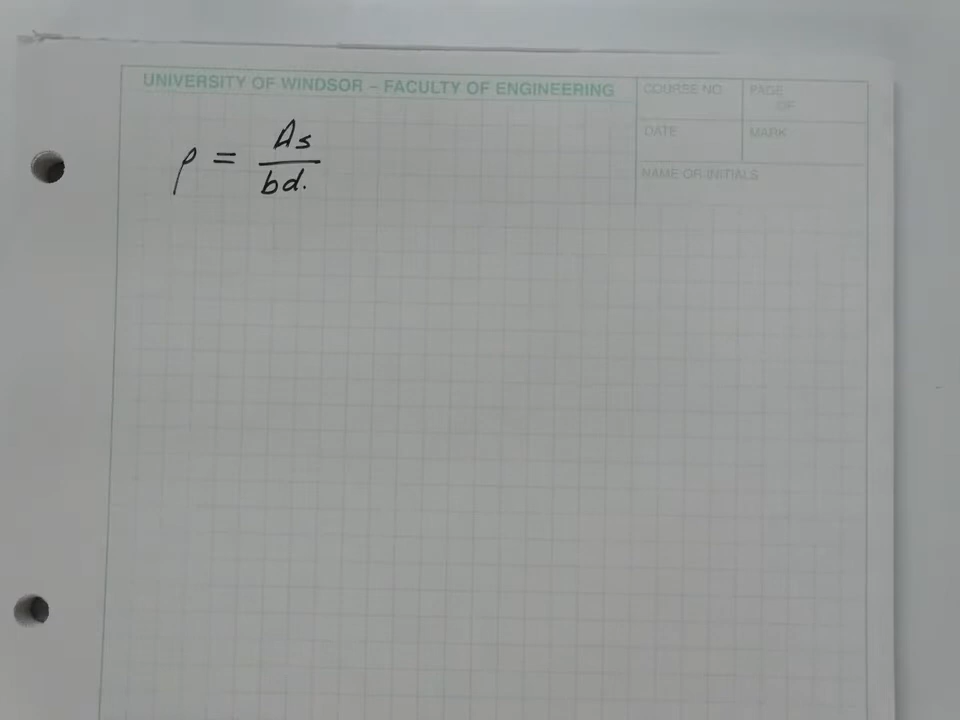 UNIVERSITY OF WINDSOR – FACULTY OF ENGINEERING
COURSE NO.
PAGE
OF
DATE
MARK
NAME OR INITIALS
ρ = As
bd.